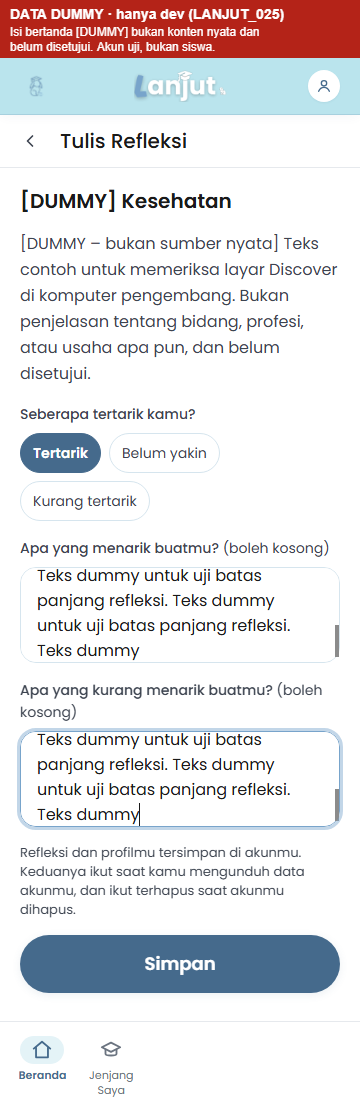 DATA DUMMY - hanya dev (LANJUT_025)
Isi bertanda [DUMMY] bukan konten nyata dan
belum disetujui. Akun uji, bukan siswa.
Lanjut
Tulis Refleksi
[DUMMY] Kesehatan
[DUMMY – bukan sumber nyata] Teks
contoh untuk memeriksa layar Discover
di komputer pengembang. Bukan
penjelasan tentang bidang, profesi,
atau usaha apa pun, dan belum
disetujui.
Seberapa tertarik kamu?
Tertarik
Belum yakin
Kurang tertarik
Apa yang menarik buatmu? (boleh kosong)
Teks dummy untuk uji batas
panjang refleksi. Teks dummy
untuk uji batas panjang refleksi.
Teks dummy
Apa yang kurang menarik buatmu? (boleh
kosong)
Teks dummy untuk uji batas
panjang refleksi. Teks dummy
untuk uji batas panjang refleksi.
Teks dummy
Refleksi dan profilmu tersimpan di akunmu.
Keduanya ikut saat kamu mengunduh data
akunmu, dan ikut terhapus saat akunmu
dihapus.
Simpan
Beranda
Jenjang
Saya